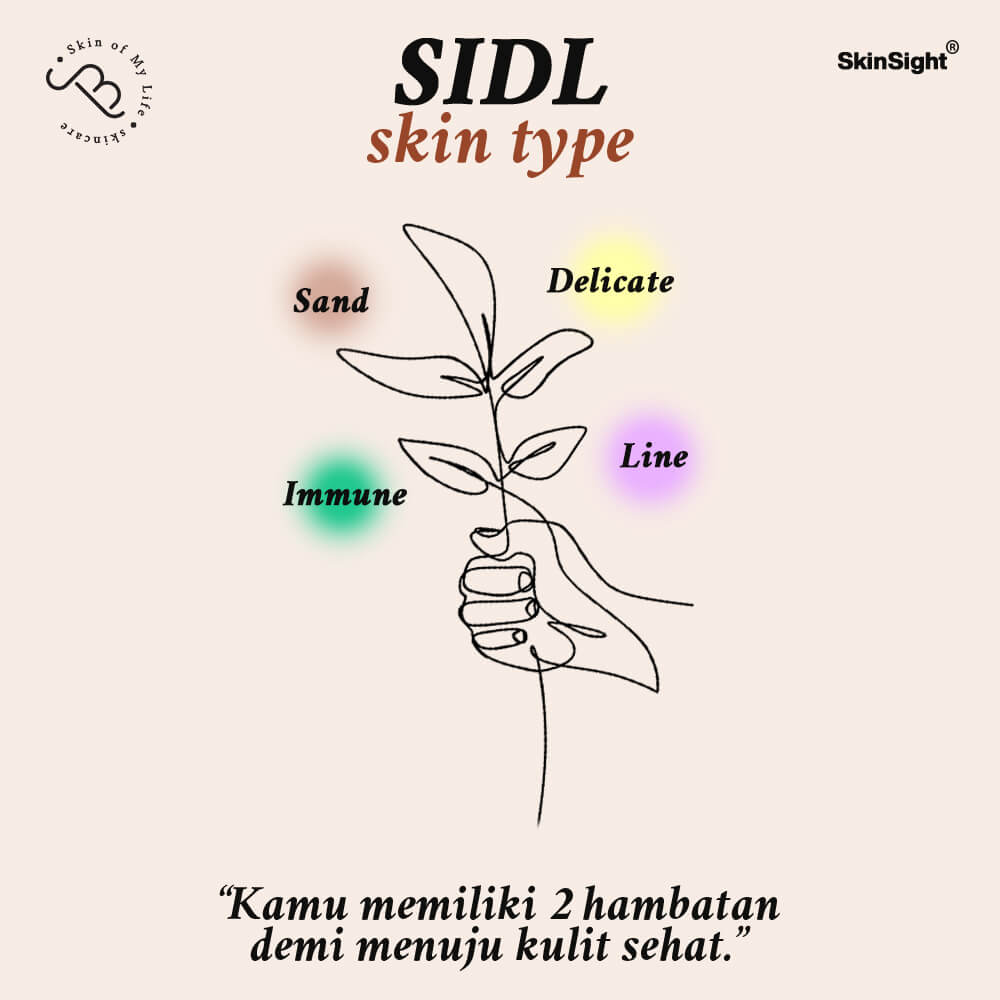 Skin of My Life • skincare •
SIDL
skin type
SkinSight®
Sand
Delicate
Immune
Line
“Kamu memiliki 2 hambatan
demi menuju kulit sehat.”